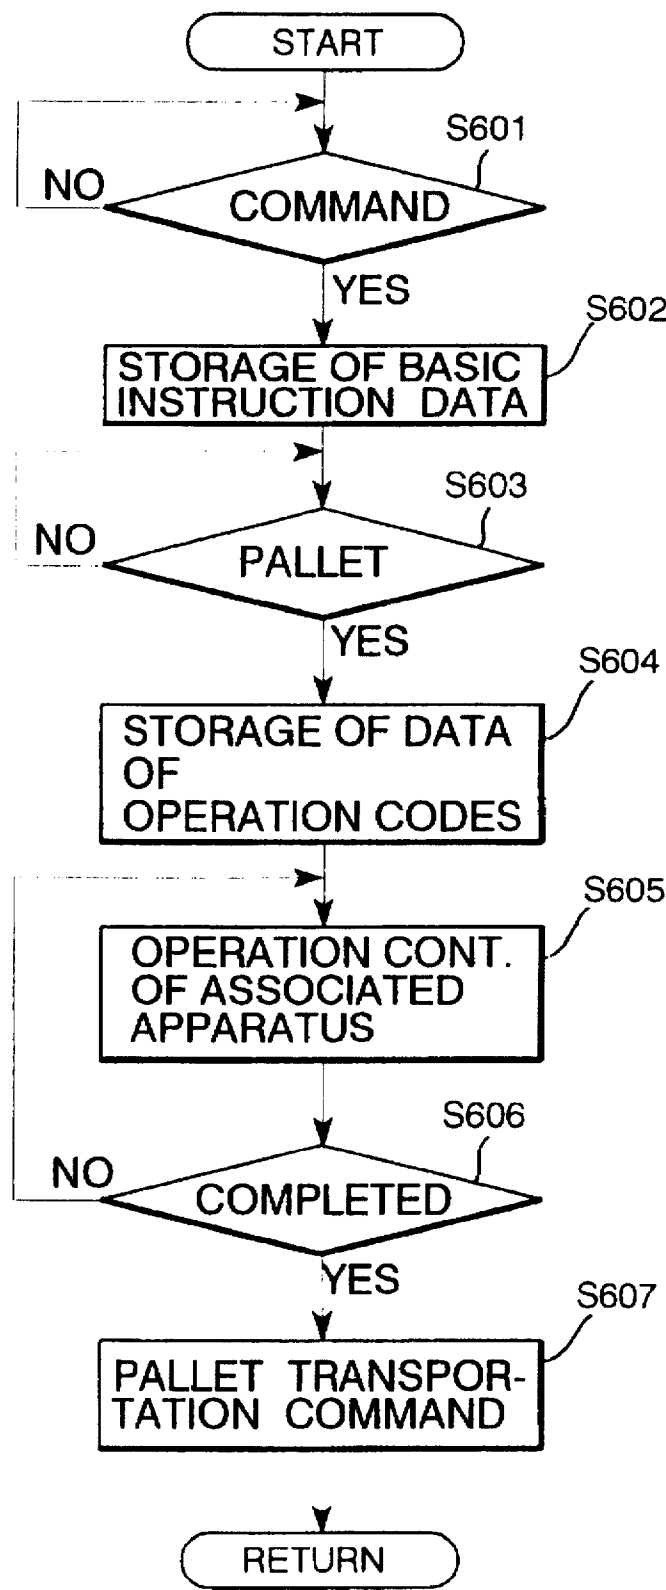 START
S601
NO
COMMAND
YES
S602
STORAGE OF BASIC
INSTRUCTION DATA
S603
NO
PALLET
YES
S604
STORAGE OF DATA
OF
OPERATION CODES
S605
OPERATION CONT.
OF ASSOCIATED
APPARATUS
S606
NO
COMPLETED
YES
S607
PALLET TRANSPOR-
TATION COMMAND
RETURN